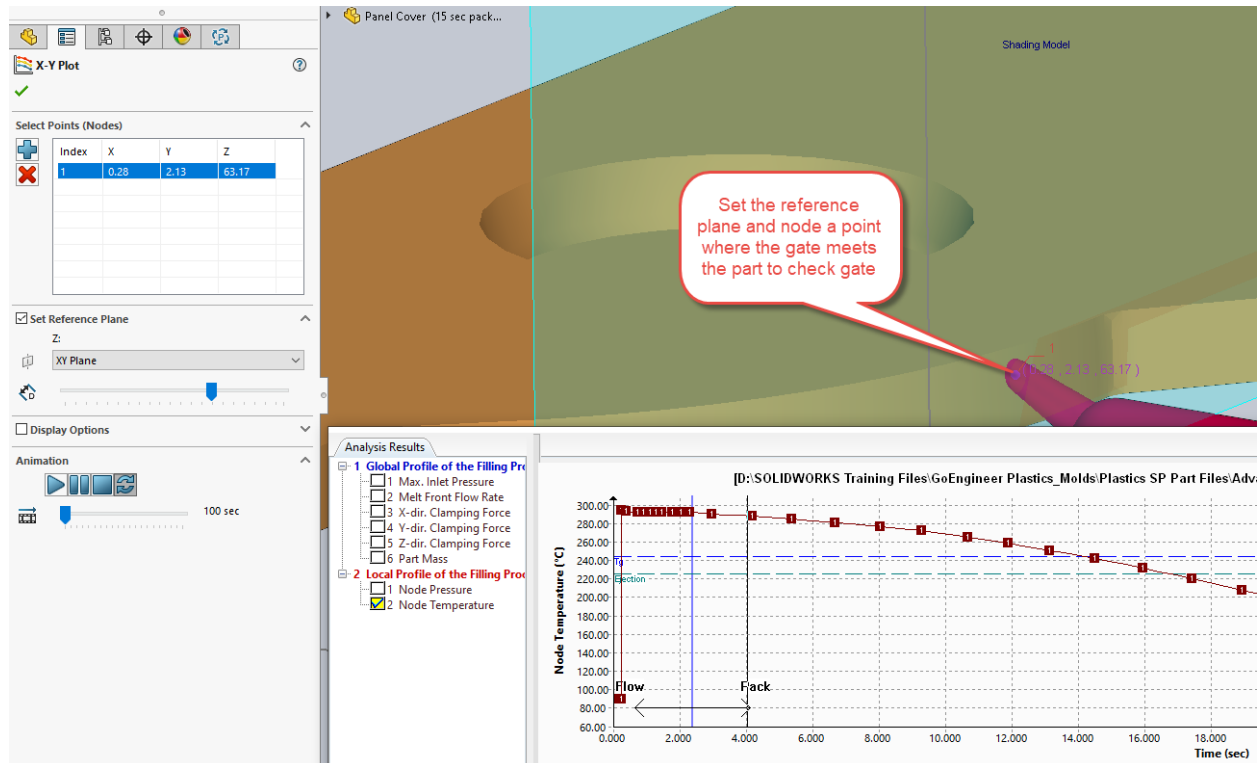 Panel Cover (15 sec pack...
X-Y Plot
Select Points (Nodes)
Index X Y Z
1 0.28 2.13 63.17
Set Reference Plane
Z:
XY Plane
D
Display Options
Animation
100 sec
Shading Model
Set the reference
plane and node a point
where the gate meets
the part to check gate
1
.28 , 2.13 , 63.17 )
Analysis Results
1 Global Profile of the Filling Pro
1 Max. Inlet Pressure
2 Melt Front Flow Rate
3 X-dir. Clamping Force
4 Y-dir. Clamping Force
5 Z-dir. Clamping Force
6 Part Mass
2 Local Profile of the Filling Proc
1 Node Pressure
2 Node Temperature
[D:\SOLIDWORKS Training Files\GoEngineer Plastics_Molds\Plastics SP Part Files\Adva
Node Temperature (°C)
300.00
280.00
260.00
240.00
220.00
200.00
180.00
160.00
140.00
120.00
100.00
80.00
60.00
Tg
Ejection
Flow Pack
0.000 2.000 4.000 6.000 8.000 10.000 12.000 14.000 16.000 18.000
Time (sec)